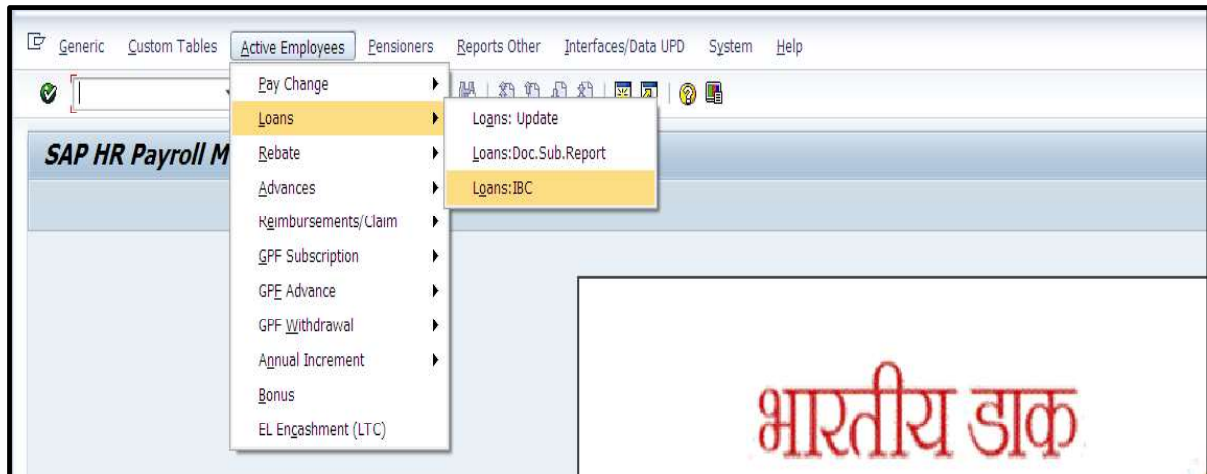 Generic Custom Tables Active Employees Pensioners Reports Other Interfaces/Data UPD System Help
SAP HR Payroll M
Pay Change
Loans
Rebate
Advances
Reimbursements/Claim
GPF Subscription
GPF Advance
GPF Withdrawal
Annual Increment
Bonus
EL Encashment (LTC)
Loans: Update
Loans:Doc.Sub.Report
Loans:IBC
भारतीय डाक